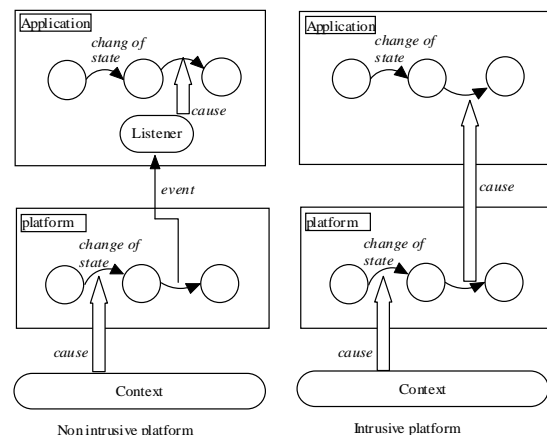 Application
chang of
state
cause
Listener
event
platform
change of
state
cause
Context
Non intrusive platform
Application
change of
state
cause
platform
change of
state
cause
Context
Intrusive platform